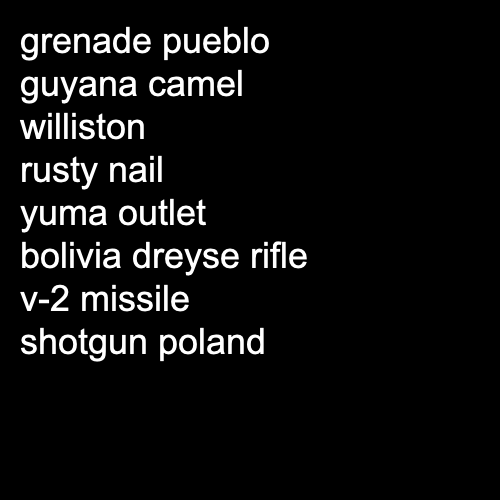 grenade pueblo
guyana camel
williston
rusty nail
yuma outlet
bolivia dreyse rifle
v-2 missile
shotgun poland